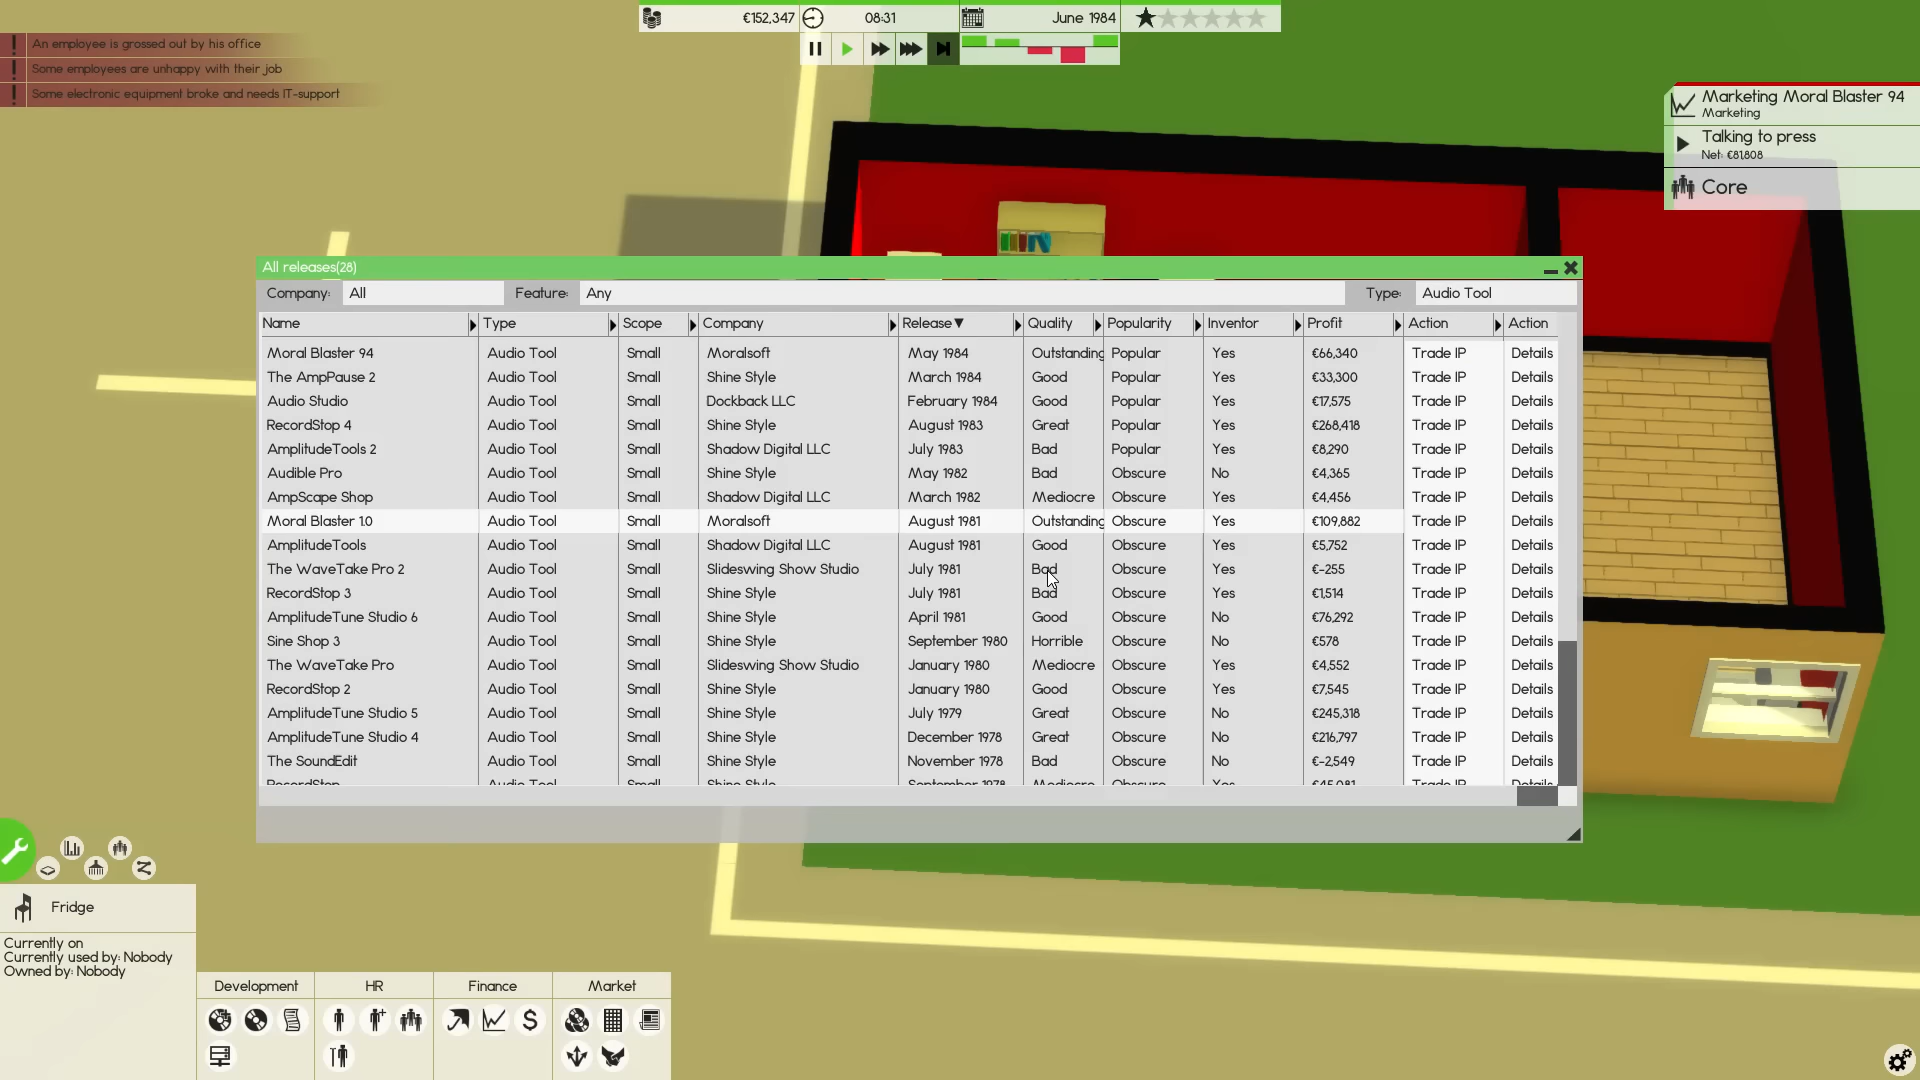 €152,347 08:31 June 1984
An employee is grossed out by his office
Some employees are unhappy with their job
Some electronic equipment broke and needs IT-support
Marketing Moral Blaster 94
Marketing
Talking to press
Net: €81,808
Core
All releases(28)
Company: All Feature: Any Type: Audio Tool
Name Type Scope Company Release▼ Quality Popularity Inventor Profit Action Action
Moral Blaster 94 Audio Tool Small Moralsoft May 1984 Outstanding Popular Yes €66,340 Trade IP Details
The AmpPause 2 Audio Tool Small Shine Style March 1984 Good Popular Yes €33,300 Trade IP Details
Audio Studio Audio Tool Small Dockback LLC February 1984 Good Popular Yes €17,575 Trade IP Details
RecordStop 4 Audio Tool Small Shine Style August 1983 Great Popular Yes €268,418 Trade IP Details
AmplitudeTools 2 Audio Tool Small Shadow Digital LLC July 1983 Bad Popular Yes €8,290 Trade IP Details
Audible Pro Audio Tool Small Shine Style May 1982 Bad Obscure No €4,365 Trade IP Details
AmpScape Shop Audio Tool Small Shadow Digital LLC March 1982 Mediocre Obscure Yes €4,456 Trade IP Details
Moral Blaster 1.0 Audio Tool Small Moralsoft August 1981 Outstanding Obscure Yes €109,882 Trade IP Details
AmplitudeTools Audio Tool Small Shadow Digital LLC August 1981 Good Obscure Yes €5,752 Trade IP Details
The WaveTake Pro 2 Audio Tool Small Slideswing Show Studio July 1981 Bad Obscure Yes €-255 Trade IP Details
RecordStop 3 Audio Tool Small Shine Style July 1981 Bad Obscure Yes €1,514 Trade IP Details
AmplitudeTune Studio 6 Audio Tool Small Shine Style April 1981 Good Obscure No €76,292 Trade IP Details
Sine Shop 3 Audio Tool Small Shine Style September 1980 Horrible Obscure No €578 Trade IP Details
The WaveTake Pro Audio Tool Small Slideswing Show Studio January 1980 Mediocre Obscure Yes €4,552 Trade IP Details
RecordStop 2 Audio Tool Small Shine Style January 1980 Good Obscure Yes €7,545 Trade IP Details
AmplitudeTune Studio 5 Audio Tool Small Shine Style July 1979 Great Obscure No €245,318 Trade IP Details
AmplitudeTune Studio 4 Audio Tool Small Shine Style December 1978 Great Obscure No €216,797 Trade IP Details
The SoundEdit Audio Tool Small Shine Style November 1978 Bad Obscure No €-2,549 Trade IP Details
RecordStop Audio Tool Small Shine Style September 1978 Mediocre Obscure Yes €45,081 Trade IP Details
Fridge
Currently on
Currently used by: Nobody
Owned by: Nobody
Development HR Finance Market